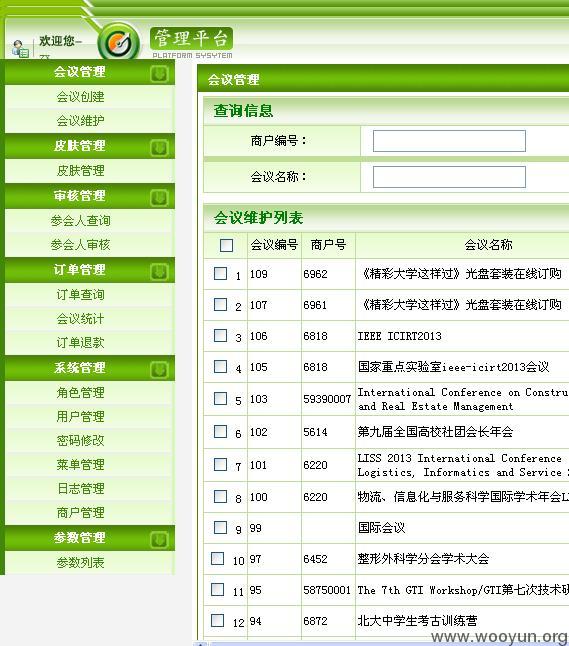 欢迎您-
管理平台
PLATFORM SYSYTEM
会议管理
会议创建
会议维护
皮肤管理
皮肤管理
审核管理
参会人查询
参会人审核
订单管理
订单查询
会议统计
订单退款
系统管理
角色管理
用户管理
密码修改
菜单管理
日志管理
商户管理
参数管理
参数列表
会议管理
查询信息
商户编号：
会议名称：
会议维护列表
会议编号 商户号 会议名称
1 109 6962 《精彩大学这样过》光盘套装在线订购
2 107 6961 《精彩大学这样过》光盘套装在线订购
3 106 6818 IEEE ICIRT2013
4 105 6818 国家重点实验室ieee-icirt2013会议
5 103 59390007 International Conference on Constru
and Real Estate Management
6 102 5614 第九届全国高校社团会长年会
7 101 6220 LISS 2013 International Conference
Logistics, Informatics and Service
8 100 6220 物流、信息化与服务科学国际学术年会L
9 99 国际会议
10 97 6452 整形外科学分会学术大会
11 95 58750001 The 7th GTI Workshop/GTI第七次技术
12 94 6872 北大中学生考古训练营
www.wooyun.org